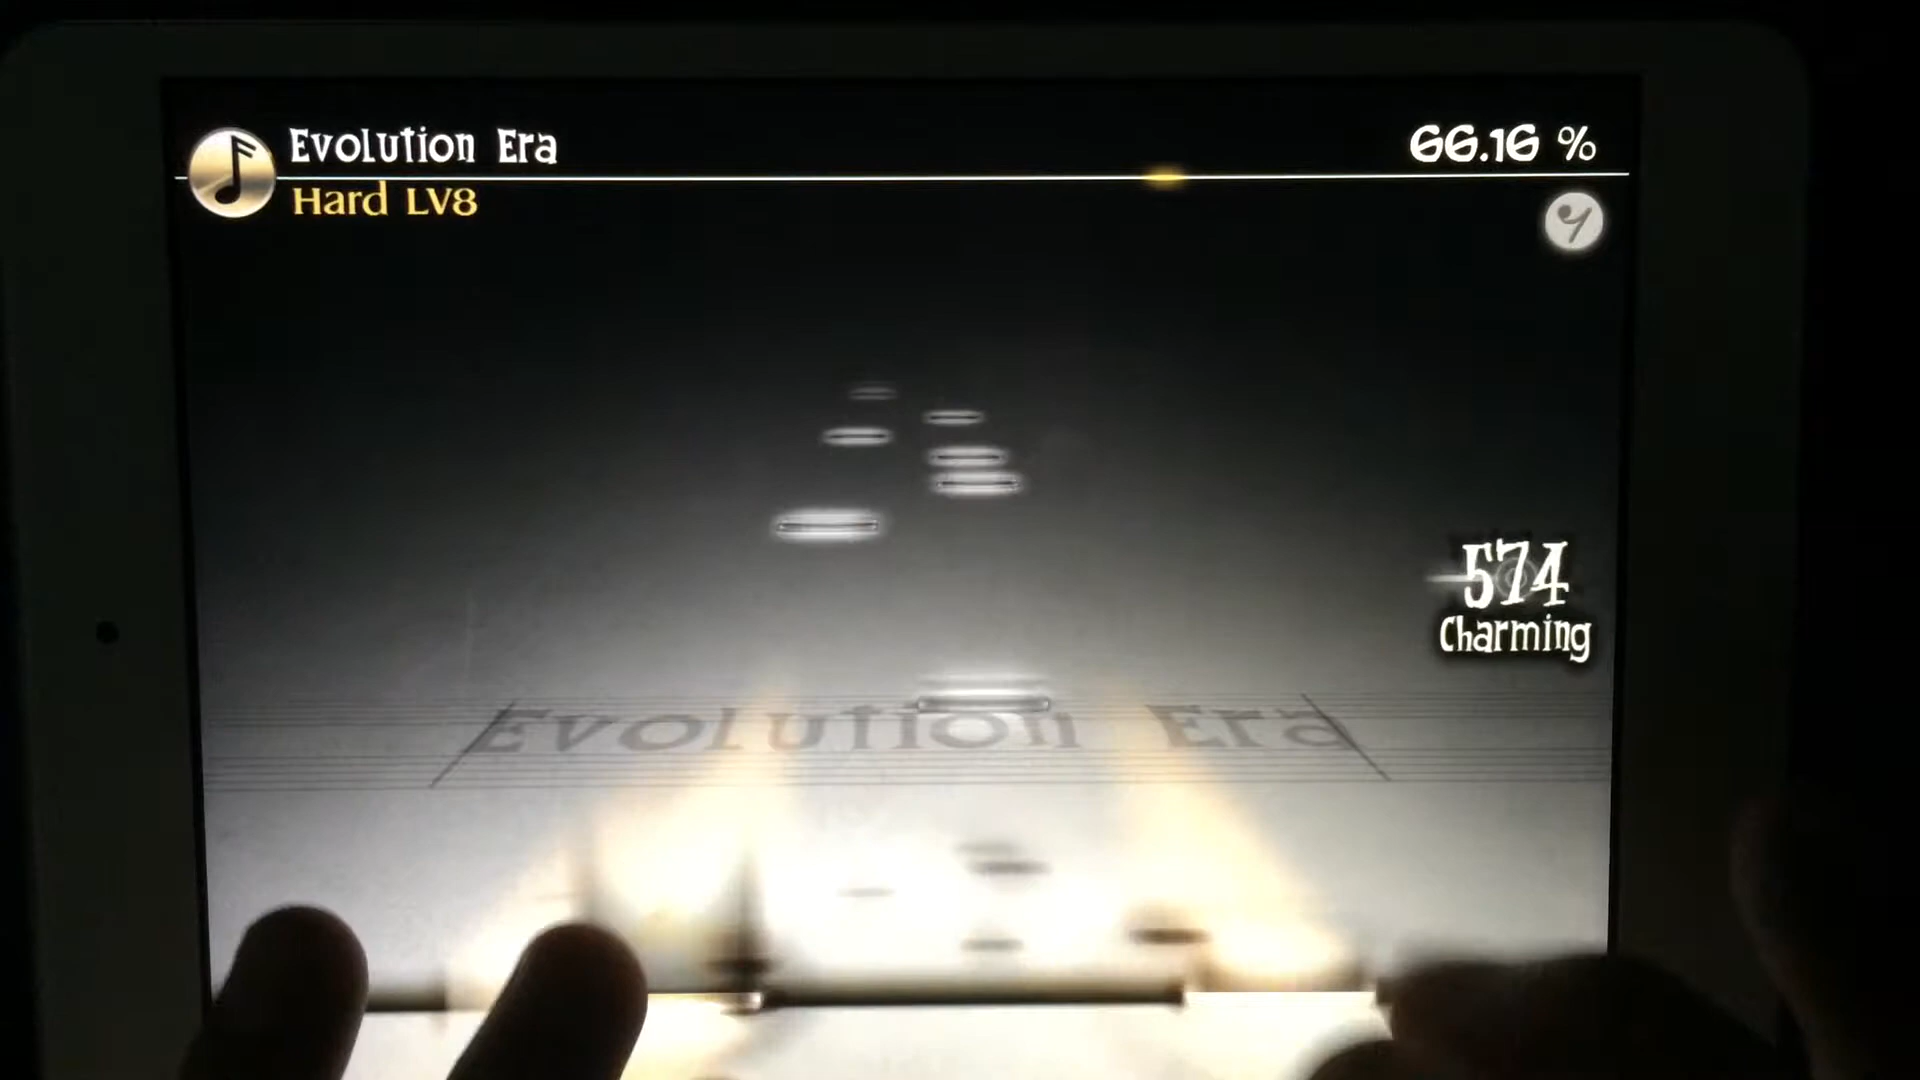 Evolution Era
66.16 %
Hard LV8
574
Charming
Evolution Era